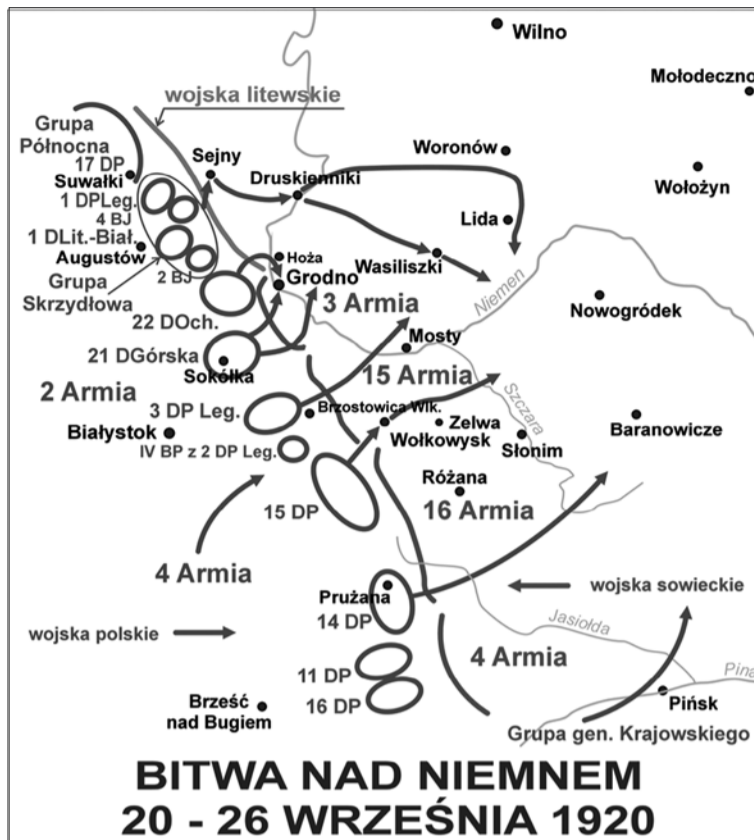 Wilno
Mołodeczno
wojska litewskie
Grupa
Północna
17 DP
Suwałki
Sejny
Woronów
Wołożyn
Druskienniki
1 DPLeg.
4 BJ
1 DLit.-Biał.
Augustów
Lida
Hoża
Wasiliszki
Grupa
Skrzydłowa
2 BJ
Grodno
Niemen
3 Armia
Nowogródek
22 DOch.
Mosty
21 DGórska
Sokółka
15 Armia
2 Armia
3 DP Leg.
Brzostowica Wlk.
Szczara
Białystok
Zelwa
Wołkowysk
Baranowicze
IV BP z 2 DP Leg.
Słonim
Różana
15 DP
16 Armia
4 Armia
Prużana
wojska sowieckie
14 DP
wojska polskie
Jasiołda
4 Armia
11 DP
Pina
16 DP
Brześć
nad Bugiem
Pińsk
Grupa gen. Krajowskiego
BITWA NAD NIEMNEM
20 - 26 WRZEŚNIA 1920